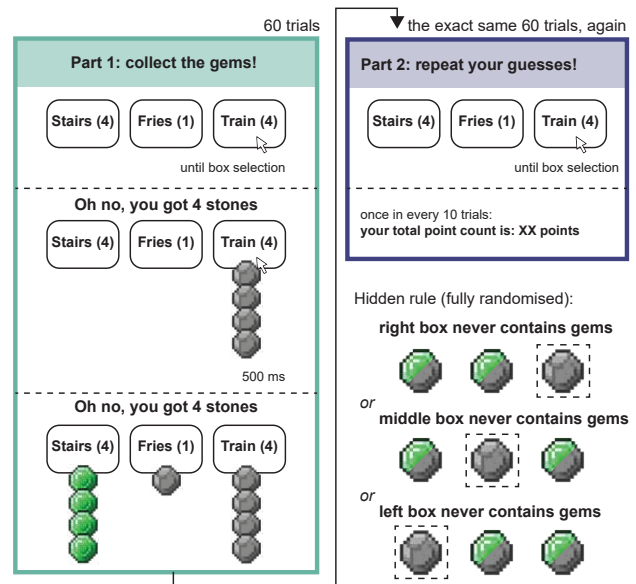 60 trials
Part 1: collect the gems!
Stairs (4) Fries (1) Train (4)
until box selection
Oh no, you got 4 stones
Stairs (4) Fries (1) Train (4)
500 ms
Oh no, you got 4 stones
Stairs (4) Fries (1) Train (4)
the exact same 60 trials, again
Part 2: repeat your guesses!
Stairs (4) Fries (1) Train (4)
until box selection
once in every 10 trials:
your total point count is: XX points
Hidden rule (fully randomised):
right box never contains gems
or
middle box never contains gems
or
left box never contains gems